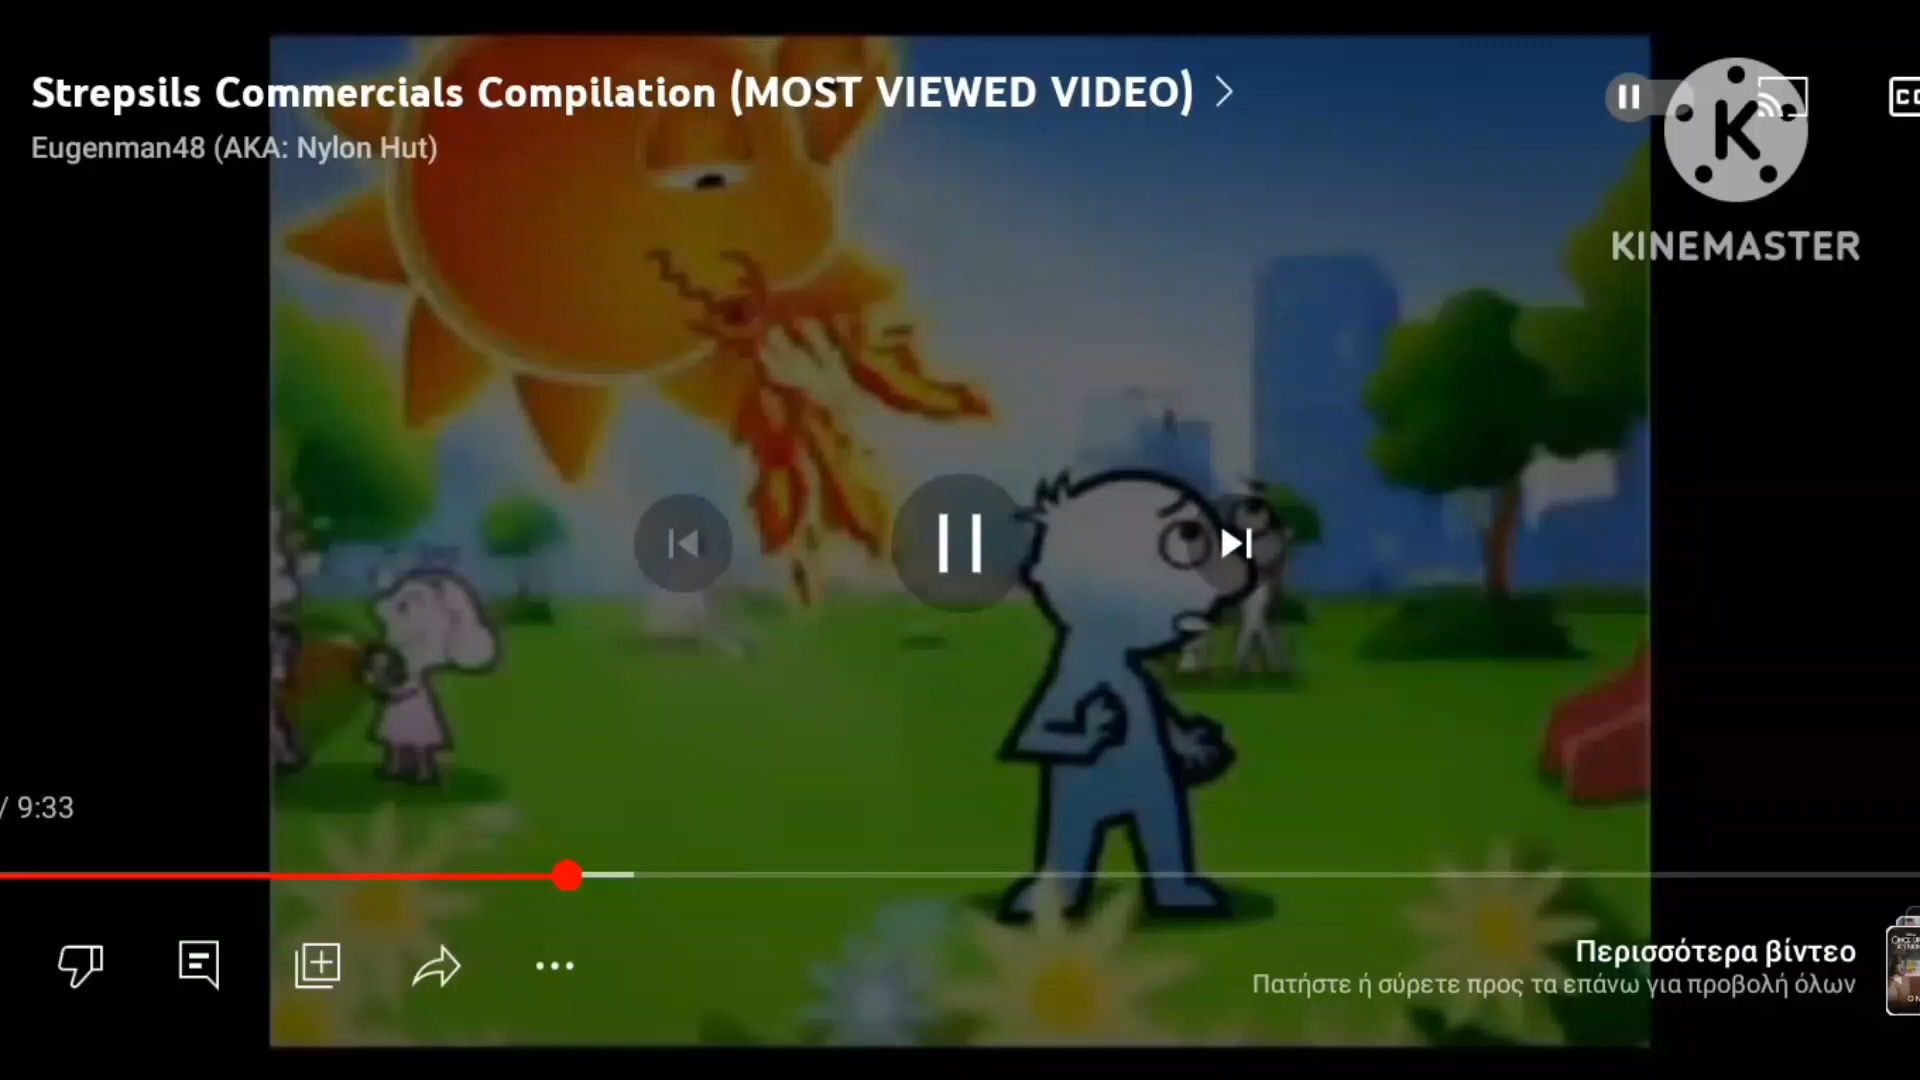 Strepsils Commercials Compilation (MOST VIEWED VIDEO)
Eugenman48 (AKA: Nylon Hut)
K
KINEMASTER
/ 9:33
Περισσότερα βίντεο
Πατήστε ή σύρετε προς τα επάνω για προβολή όλων